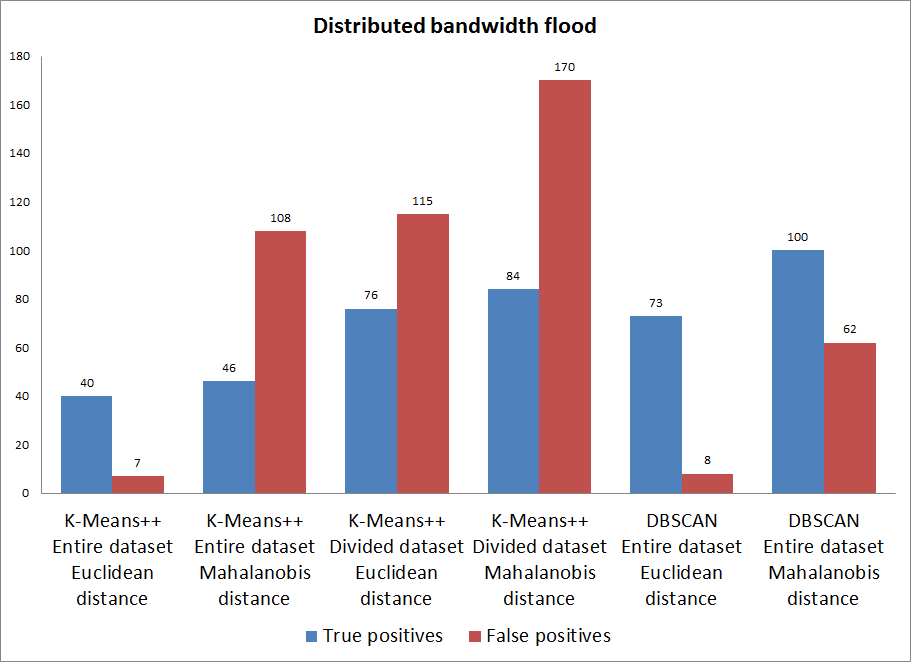 Distributed bandwidth flood
180
160
140
120
100
80
60
40
20
0
40
7
46
108
76
115
84
170
73
8
100
62
K-Means++
Entire dataset
Euclidean
distance
K-Means++
Entire dataset
Mahalanobis
distance
K-Means++
Divided dataset
Euclidean
distance
K-Means++
Divided dataset
Mahalanobis
distance
DBSCAN
Entire dataset
Euclidean
distance
DBSCAN
Entire dataset
Mahalanobis
distance
True positives
False positives